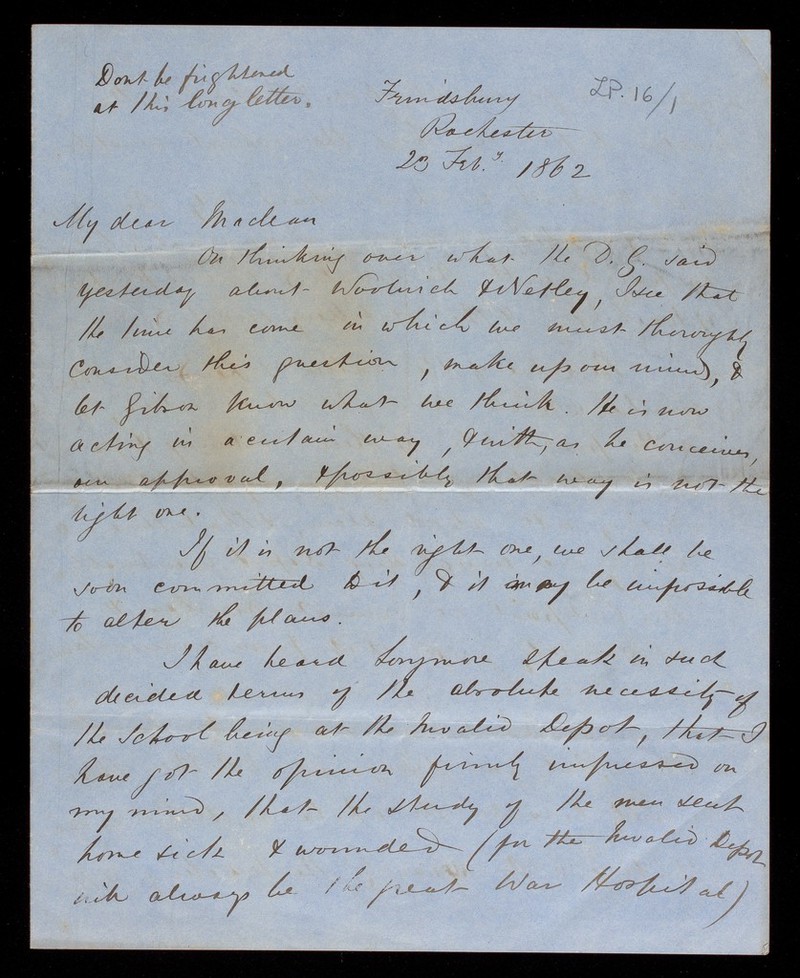 Dont be frightened
at this long letter.
LP. 16/1
Frindsbury
Rochester
23 Feb.y 1862
My dear Maclean
On thinking over what the D. G. said
yesterday about Woolwich & Netley, I see that
the time has come in which we must thoroughly
consider this question, make up our minds, &
let Gibson know what we think. He is now
acting in a certain way, & with, as he conceives,
our approval, & possibly that way is not the
right one.
If it is not the right one, we shall be
soon committed to it, & it may be impossible
to alter the plans.
I have heard Longmore speak in such
decided terms of the absolute necessity of
the School being at the Invalid Depot, that I
have got the opinion firmly impressed on
my mind, that the study of the men sent
home sick & wounded (for the Invalid Depot
will always be the great War Hospital)